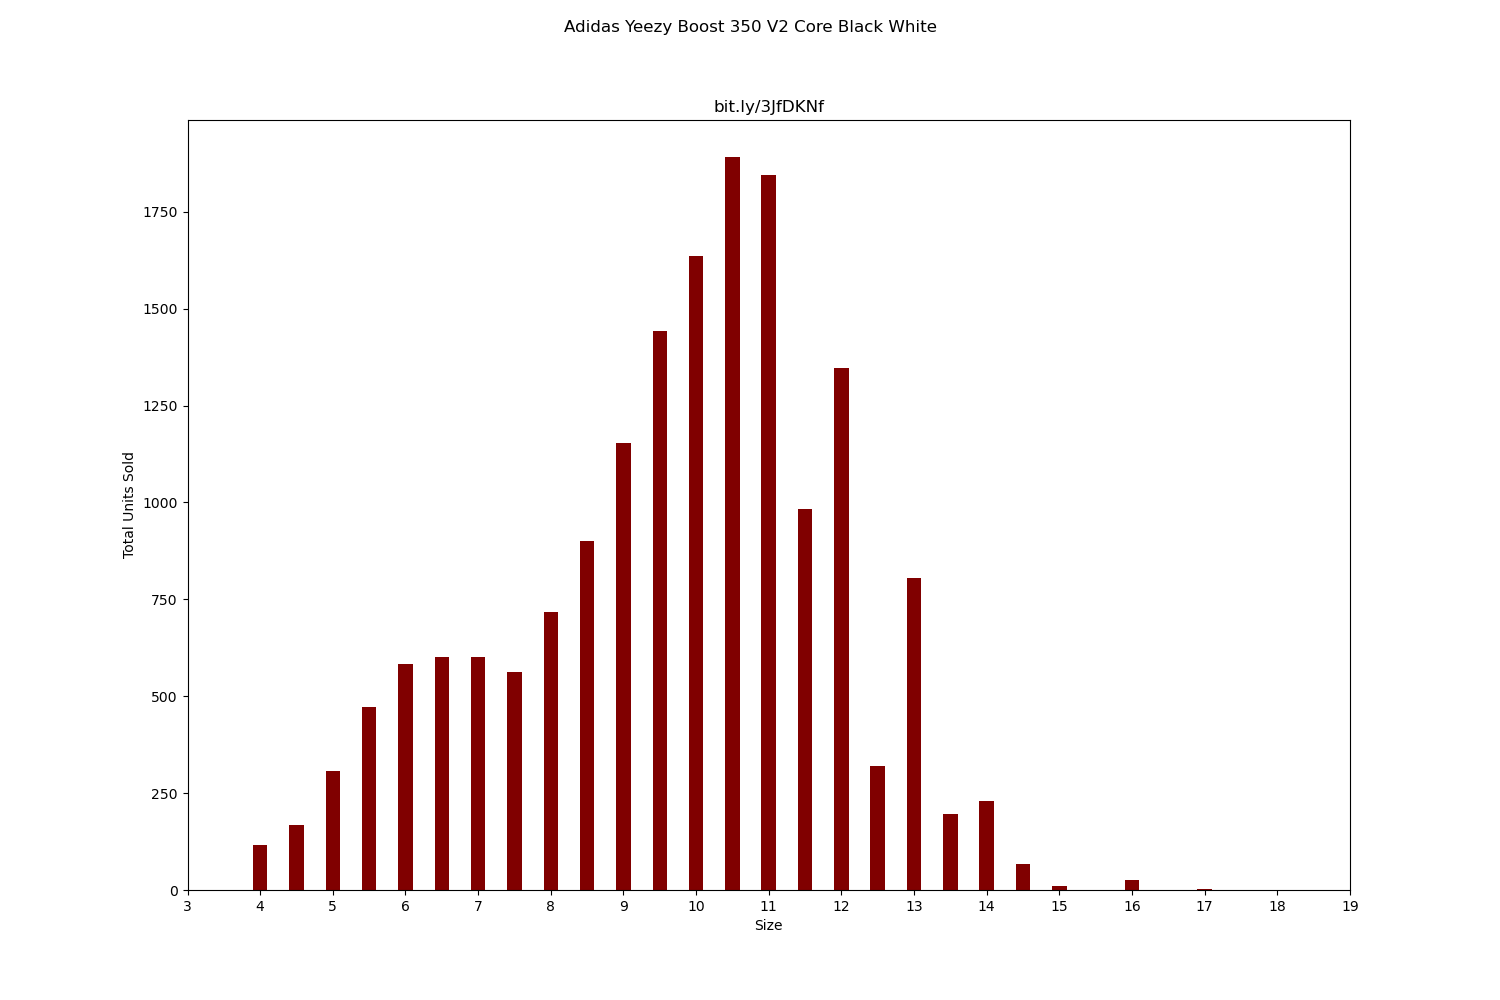 Adidas Yeezy Boost 350 V2 Core Black White
bit.ly/3JfDKNf
1750
1500
1250
1000
750
500
250
0
Total Units Sold
3 4 5 6 7 8 9 10 11 12 13 14 15 16 17 18 19
Size